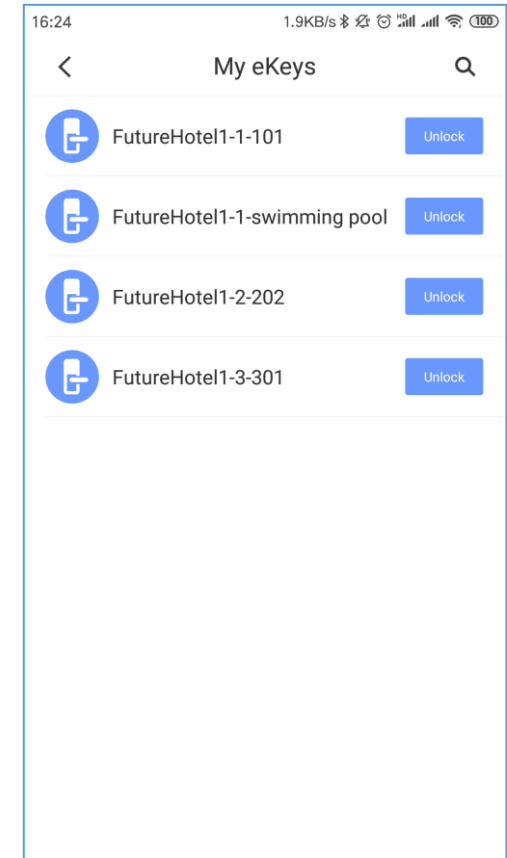 16:24 1.9KB/s HD 100
My eKeys
FutureHotel1-1-101 Unlock
FutureHotel1-1-swimming pool Unlock
FutureHotel1-2-202 Unlock
FutureHotel1-3-301 Unlock